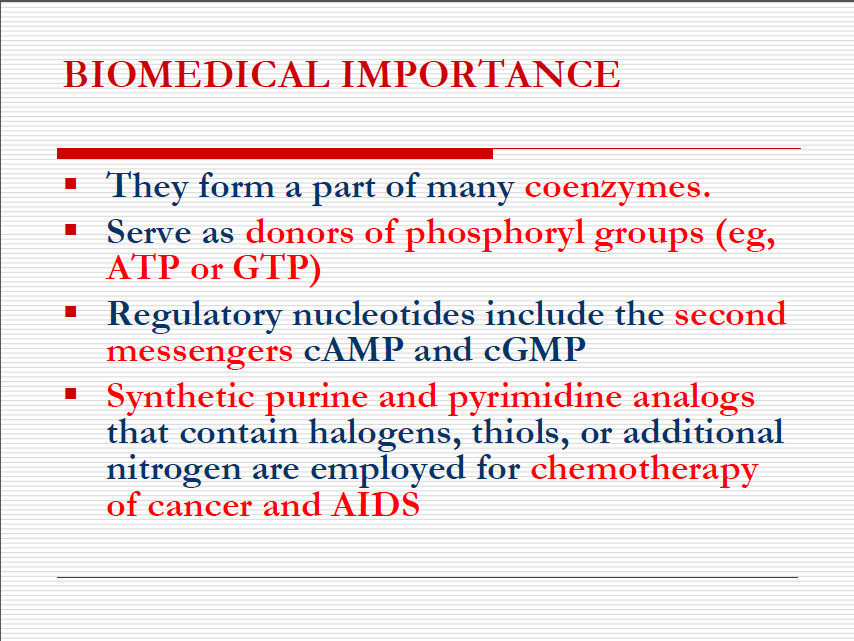 BIOMEDICAL IMPORTANCE
They form a part of many coenzymes.
Serve as donors of phosphoryl groups (eg,
ATP or GTP)
Regulatory nucleotides include the second
messengers cAMP and cGMP
Synthetic purine and pyrimidine analogs
that contain halogens, thiols, or additional
nitrogen are employed for chemotherapy
of cancer and AIDS